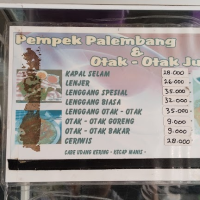 Pempek Palembang
&
Otak - Otak Ju
KAPAL SELAM 28.000
LENJER 26.000
LENGGANG SPESIAL 35.000
LENGGANG BIASA 32.000
LENGGANG OTAK - OTAK 35.000
OTAK - OTAK GORENG 9.000
OTAK - OTAK BAKAR 9.000
CERIWIS 28.000
CABE UDANG KERING - KECAP MANIS -